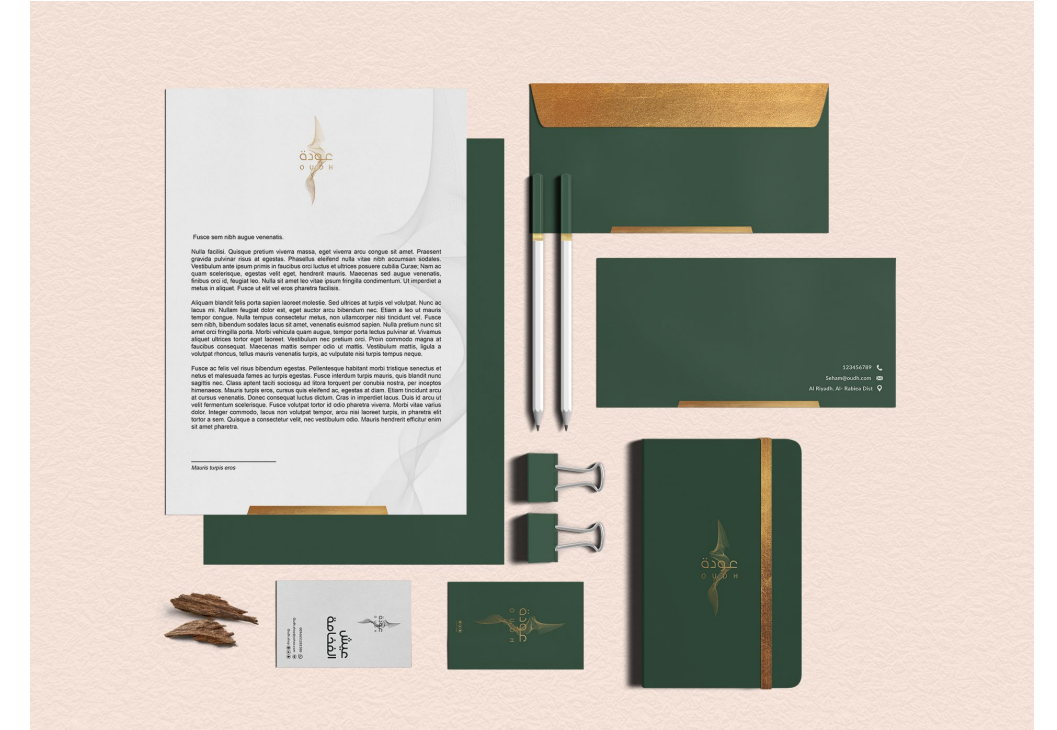 عودة
OUDH
Fusce sem nibh augue venenatis.
Nulla facilisi. Quisque pretium viverra massa, eget viverra arcu congue sit amet. Praesent
gravida pulvinar risus at egestas. Phasellus eleifend nulla vitae nibh accumsan sodales.
Vestibulum ante ipsum primis in faucibus orci luctus et ultrices posuere cubilia Curae; Nam ac
quam scelerisque, egestas velit eget, hendrerit mauris. Maecenas sed augue venenatis,
finibus orci id, feugiat leo. Nulla sit amet leo vitae ipsum fringilla condimentum. Ut imperdiet a
metus in aliquet. Fusce ut elit vel eros pharetra facilisis.
Aliquam blandit felis porta sapien laoreet molestie. Sed ultrices at turpis vel volutpat. Nunc ac
lacus mi. Nullam feugiat dolor est, eget auctor arcu bibendum nec. Etiam a leo ut mauris
tempor congue. Nulla tempus consectetur metus, non ullamcorper nisi tincidunt vel. Fusce
sem nibh, bibendum sodales lacus sit amet, venenatis euismod sapien. Nulla pretium nunc sit
amet orci fringilla porta. Morbi vehicula quam augue, tempor porta lectus pulvinar at. Vivamus
aliquet ultrices tortor eget laoreet. Vestibulum nec pretium orci. Proin commodo magna at
faucibus consequat. Maecenas mattis semper odio ut mattis. Vestibulum mattis, ligula a
volutpat rhoncus, tellus mauris venenatis turpis, ac vulputate nisi turpis tempus neque.
Fusce ac felis vel risus bibendum egestas. Pellentesque habitant morbi tristique senectus et
netus et malesuada fames ac turpis egestas. Fusce interdum turpis mauris, quis blandit nunc
sagittis nec. Class aptent taciti sociosqu ad litora torquent per conubia nostra, per inceptos
himenaeos. Mauris turpis eros, cursus quis eleifend ac, egestas at diam. Etiam tincidunt arcu
at cursus venenatis. Donec consequat luctus dictum. Cras in imperdiet lacus. Duis id arcu ut
velit fermentum scelerisque. Fusce volutpat tortor id odio pharetra viverra. Morbi vitae varius
dolor. Integer commodo, lacus non volutpat tempor, arcu nisi laoreet turpis, in pharetra elit
tortor a sem. Quisque a consectetur velit, nec vestibulum odio. Mauris hendrerit efficitur enim
sit amet pharetra.
Mauris turpis eros
123456789
Seham@oudh.com
Al Riyadh. Al- Rabiea Dist
عودة
عيش
الفخامة
عودة
OUDH
عودة
OUDH